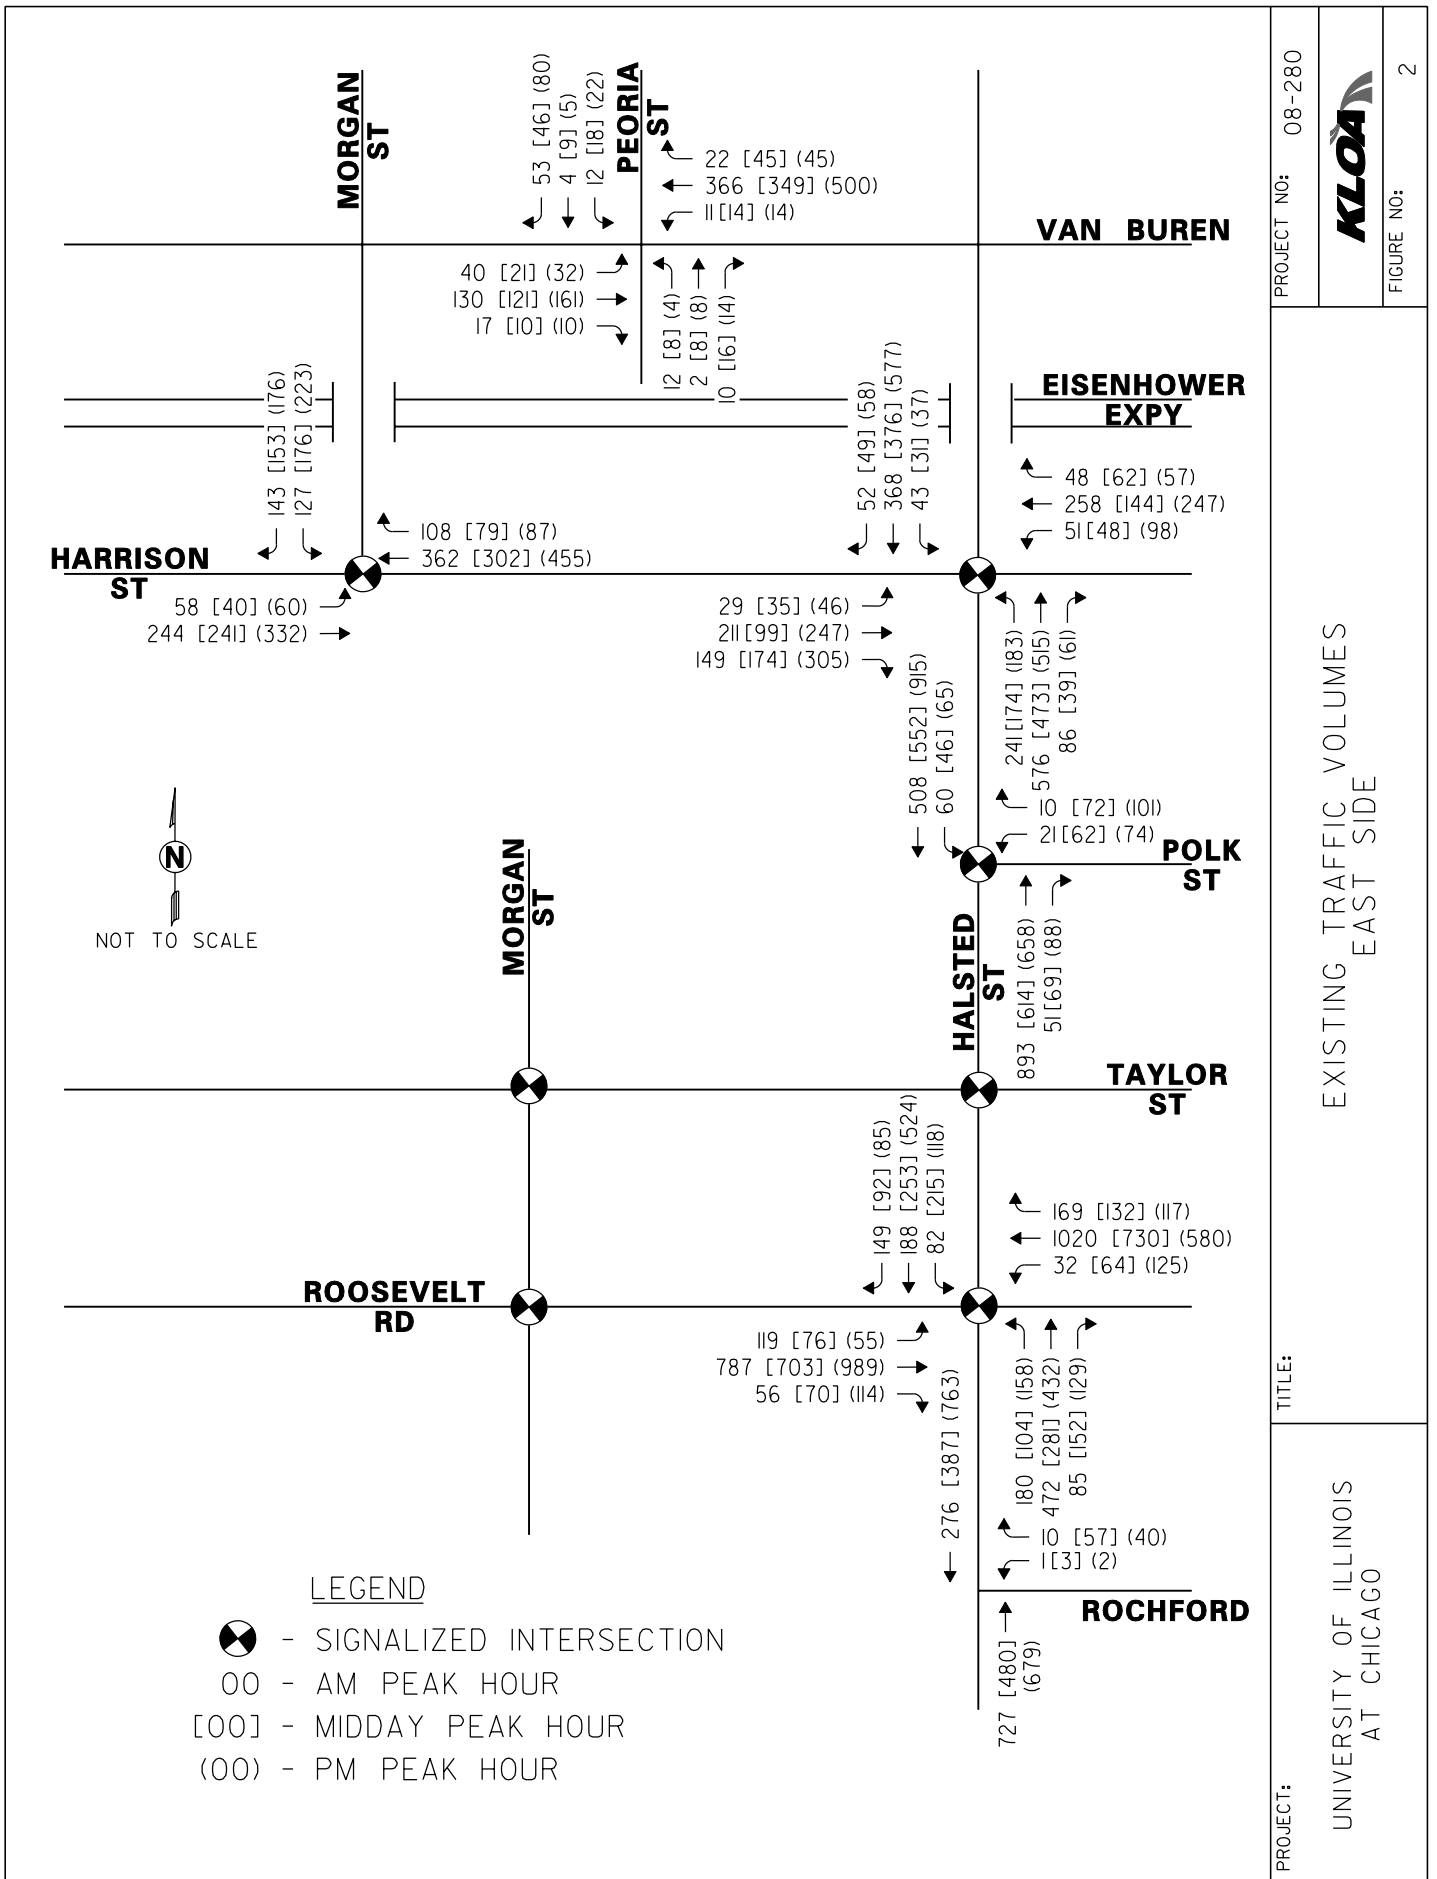 MORGAN
ST
53 [46] (80)
4 [9] (5)
12 [18] (22)
PEORIA
ST
22 [45] (45)
366 [349] (500)
11 [14] (14)
VAN BUREN
40 [21] (32)
130 [121] (161)
17 [10] (10)
12 [8] (4)
2 [8] (8)
10 [16] (14)
EISENHOWER
EXPY
143 [153] (176)
127 [176] (223)
52 [49] (58)
368 [376] (577)
43 [31] (37)
48 [62] (57)
258 [144] (247)
51 [48] (98)
108 [79] (87)
362 [302] (455)
HARRISON
ST
58 [40] (60)
244 [241] (332)
29 [35] (46)
211 [99] (247)
149 [174] (305)
241 [174] (183)
576 [473] (515)
86 [39] (61)
508 [552] (915)
60 [46] (65)
10 [72] (101)
21 [62] (74)
POLK
ST
N
NOT TO SCALE
MORGAN
ST
HALSTED
ST
893 [614] (658)
51 [69] (88)
TAYLOR
ST
149 [92] (85)
188 [253] (524)
82 [215] (118)
169 [132] (117)
1020 [730] (580)
32 [64] (125)
ROOSEVELT
RD
119 [76] (55)
787 [703] (989)
56 [70] (114)
276 [387] (763)
180 [104] (158)
472 [281] (432)
85 [152] (129)
10 [57] (40)
1 [3] (2)
ROCHFORD
727 [480]
(679)
LEGEND
- SIGNALIZED INTERSECTION
00 - AM PEAK HOUR
[00] - MIDDAY PEAK HOUR
(00) - PM PEAK HOUR
PROJECT:
UNIVERSITY OF ILLINOIS
AT CHICAGO
TITLE:
EXISTING TRAFFIC VOLUMES
EAST SIDE
PROJECT NO: 08-280
KLOA
FIGURE NO: 2